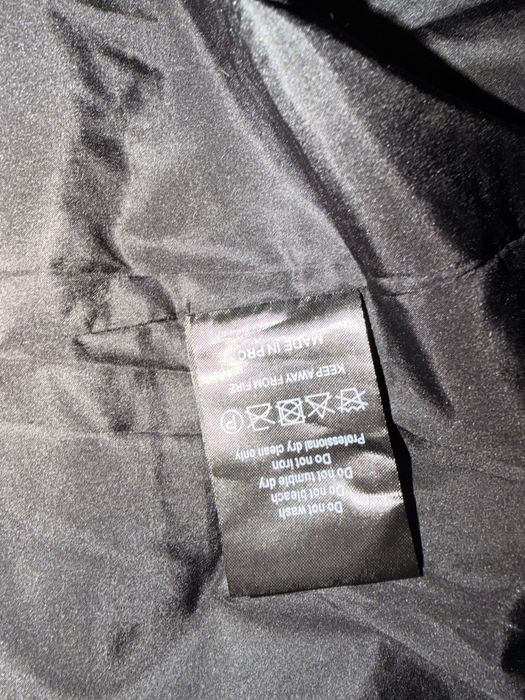 Do not wash
Do not bleach
Do not tumble dry
Do not iron
Professional dry clean only
P
KEEP AWAY FROM FIRE
MADE IN PRC